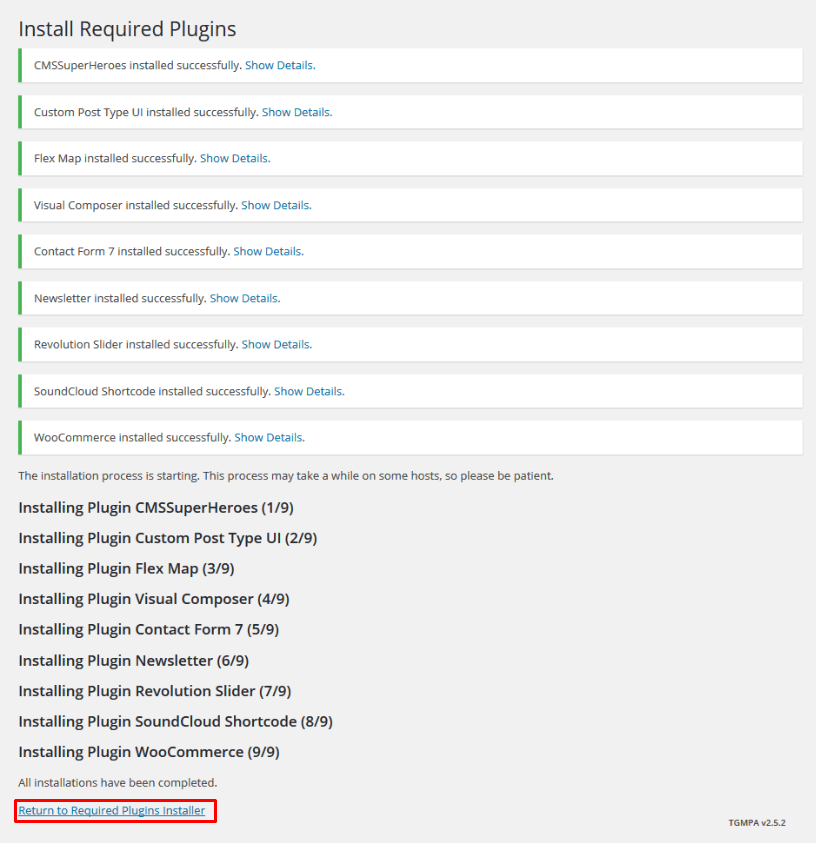 Install Required Plugins
CMSSuperHeroes installed successfully. Show Details.
Custom Post Type UI installed successfully. Show Details.
Flex Map installed successfully. Show Details.
Visual Composer installed successfully. Show Details.
Contact Form 7 installed successfully. Show Details.
Newsletter installed successfully. Show Details.
Revolution Slider installed successfully. Show Details.
SoundCloud Shortcode installed successfully. Show Details.
WooCommerce installed successfully. Show Details.
The installation process is starting. This process may take a while on some hosts, so please be patient.
Installing Plugin CMSSuperHeroes (1/9)
Installing Plugin Custom Post Type UI (2/9)
Installing Plugin Flex Map (3/9)
Installing Plugin Visual Composer (4/9)
Installing Plugin Contact Form 7 (5/9)
Installing Plugin Newsletter (6/9)
Installing Plugin Revolution Slider (7/9)
Installing Plugin SoundCloud Shortcode (8/9)
Installing Plugin WooCommerce (9/9)
All installations have been completed.
Return to Required Plugins Installer
TGMPA v2.5.2